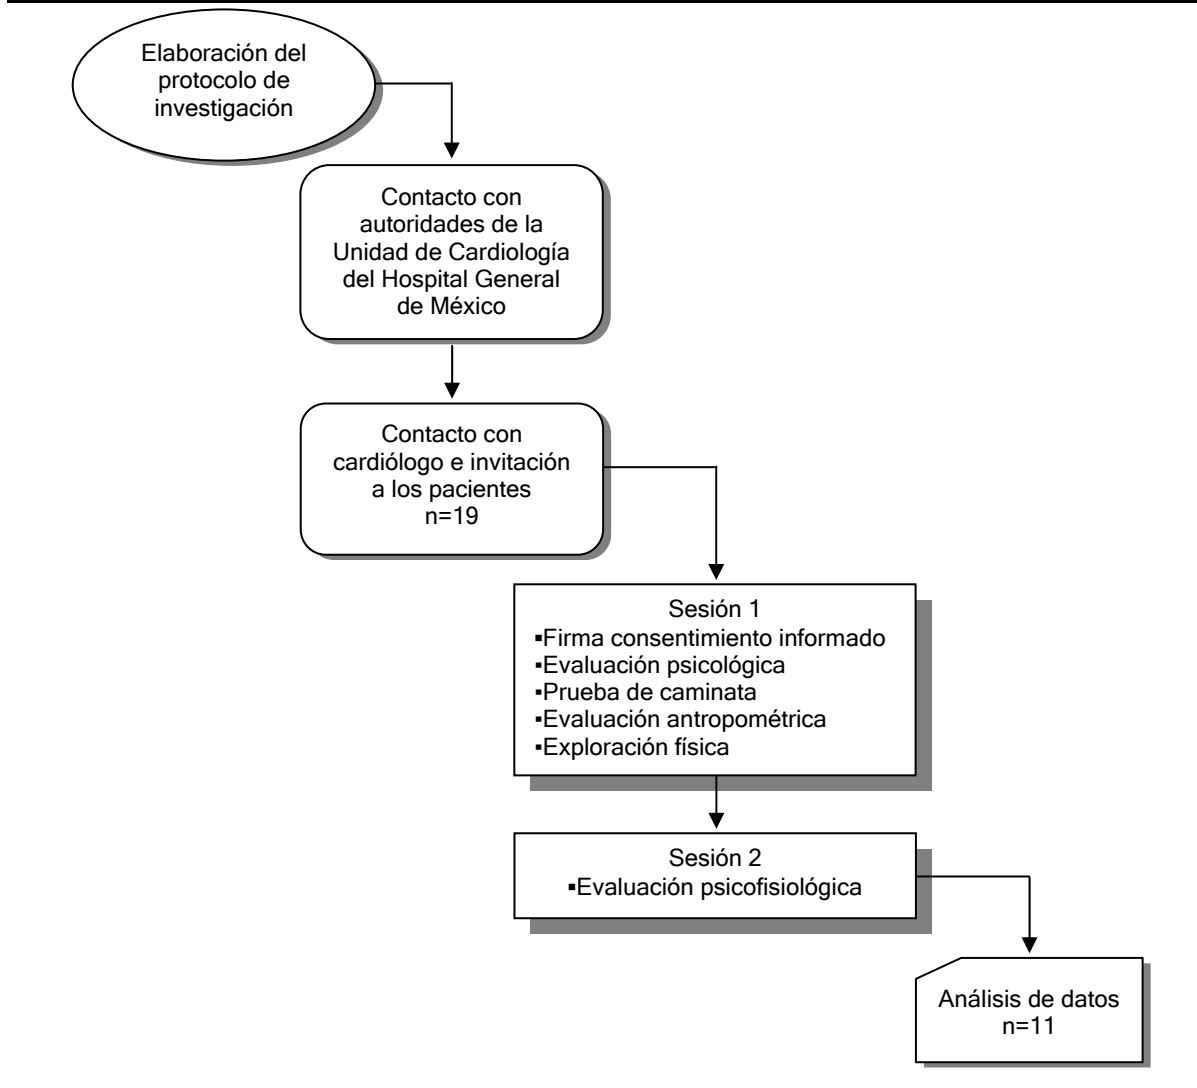 Elaboración del
protocolo de
investigación
Contacto con
autoridades de la
Unidad de Cardiología
del Hospital General
de México
Contacto con
cardiólogo e invitación
a los pacientes
n=19
Sesión 1
▪Firma consentimiento informado
▪Evaluación psicológica
▪Prueba de caminata
▪Evaluación antropométrica
▪Exploración física
Sesión 2
▪Evaluación psicofisiológica
Análisis de datos
n=11